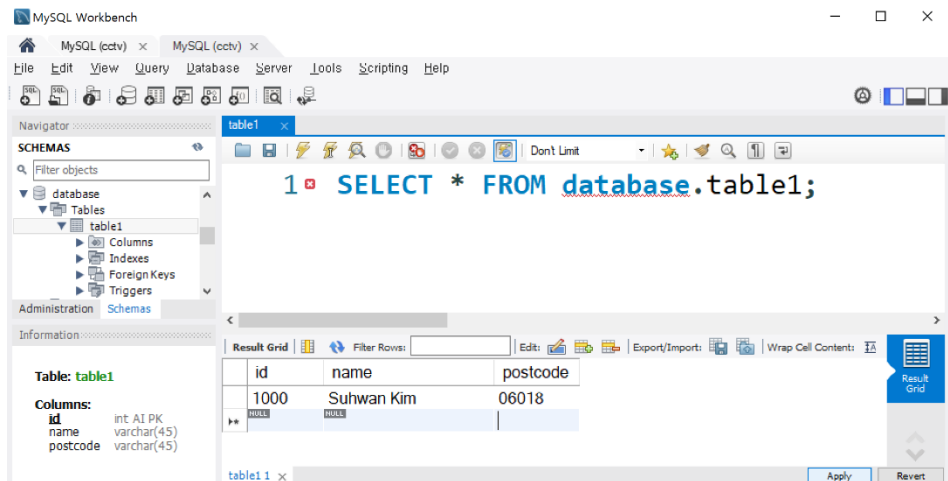 MySQL Workbench
MySQL (cctv) × MySQL (cctv) ×
File Edit View Query Database Server Tools Scripting Help
Navigator
SCHEMAS
Filter objects
database
Tables
table1
Columns
Indexes
Foreign Keys
Triggers
Administration Schemas
Information
Table: table1
Columns:
id int AI PK
name varchar(45)
postcode varchar(45)
table1 ×
Don't Limit
1 SELECT * FROM database.table1;
Result Grid Filter Rows: Edit: Export/Import: Wrap Cell Content:
id name postcode
1000 Suhwan Kim 06018
NULL NULL
Result
Grid
table1 1 ×
Apply Revert